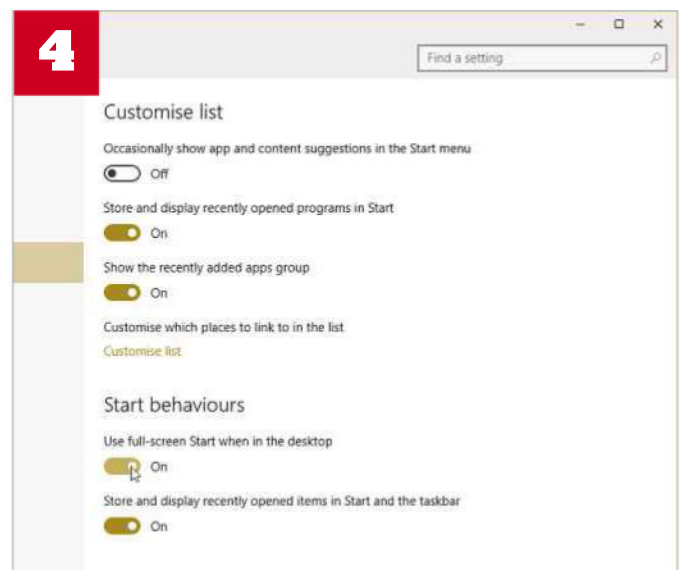 4
Find a setting
Customise list
Occasionally show app and content suggestions in the Start menu
Off
Store and display recently opened programs in Start
On
Show the recently added apps group
On
Customise which places to link to in the list
Customise list
Start behaviours
Use full-screen Start when in the desktop
On
Store and display recently opened items in Start and the taskbar
On